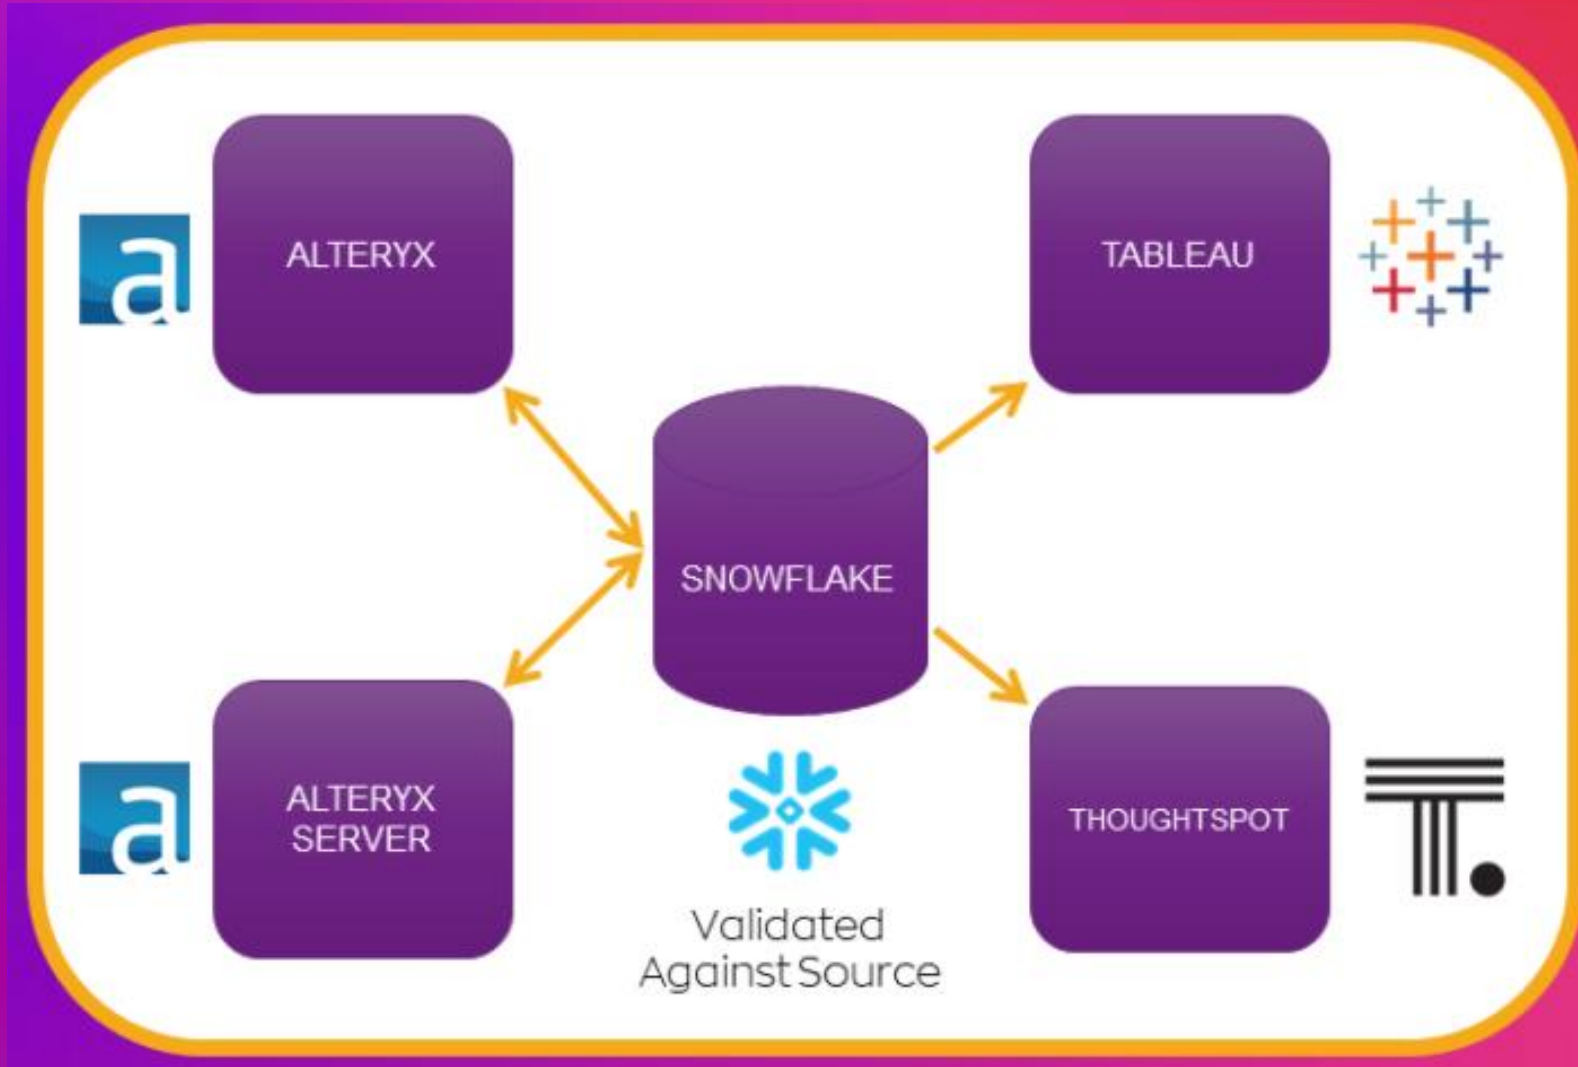 ALTERYX
TABLEAU
SNOWFLAKE
ALTERYX
SERVER
THOUGHTSPOT
Validated
Against Source